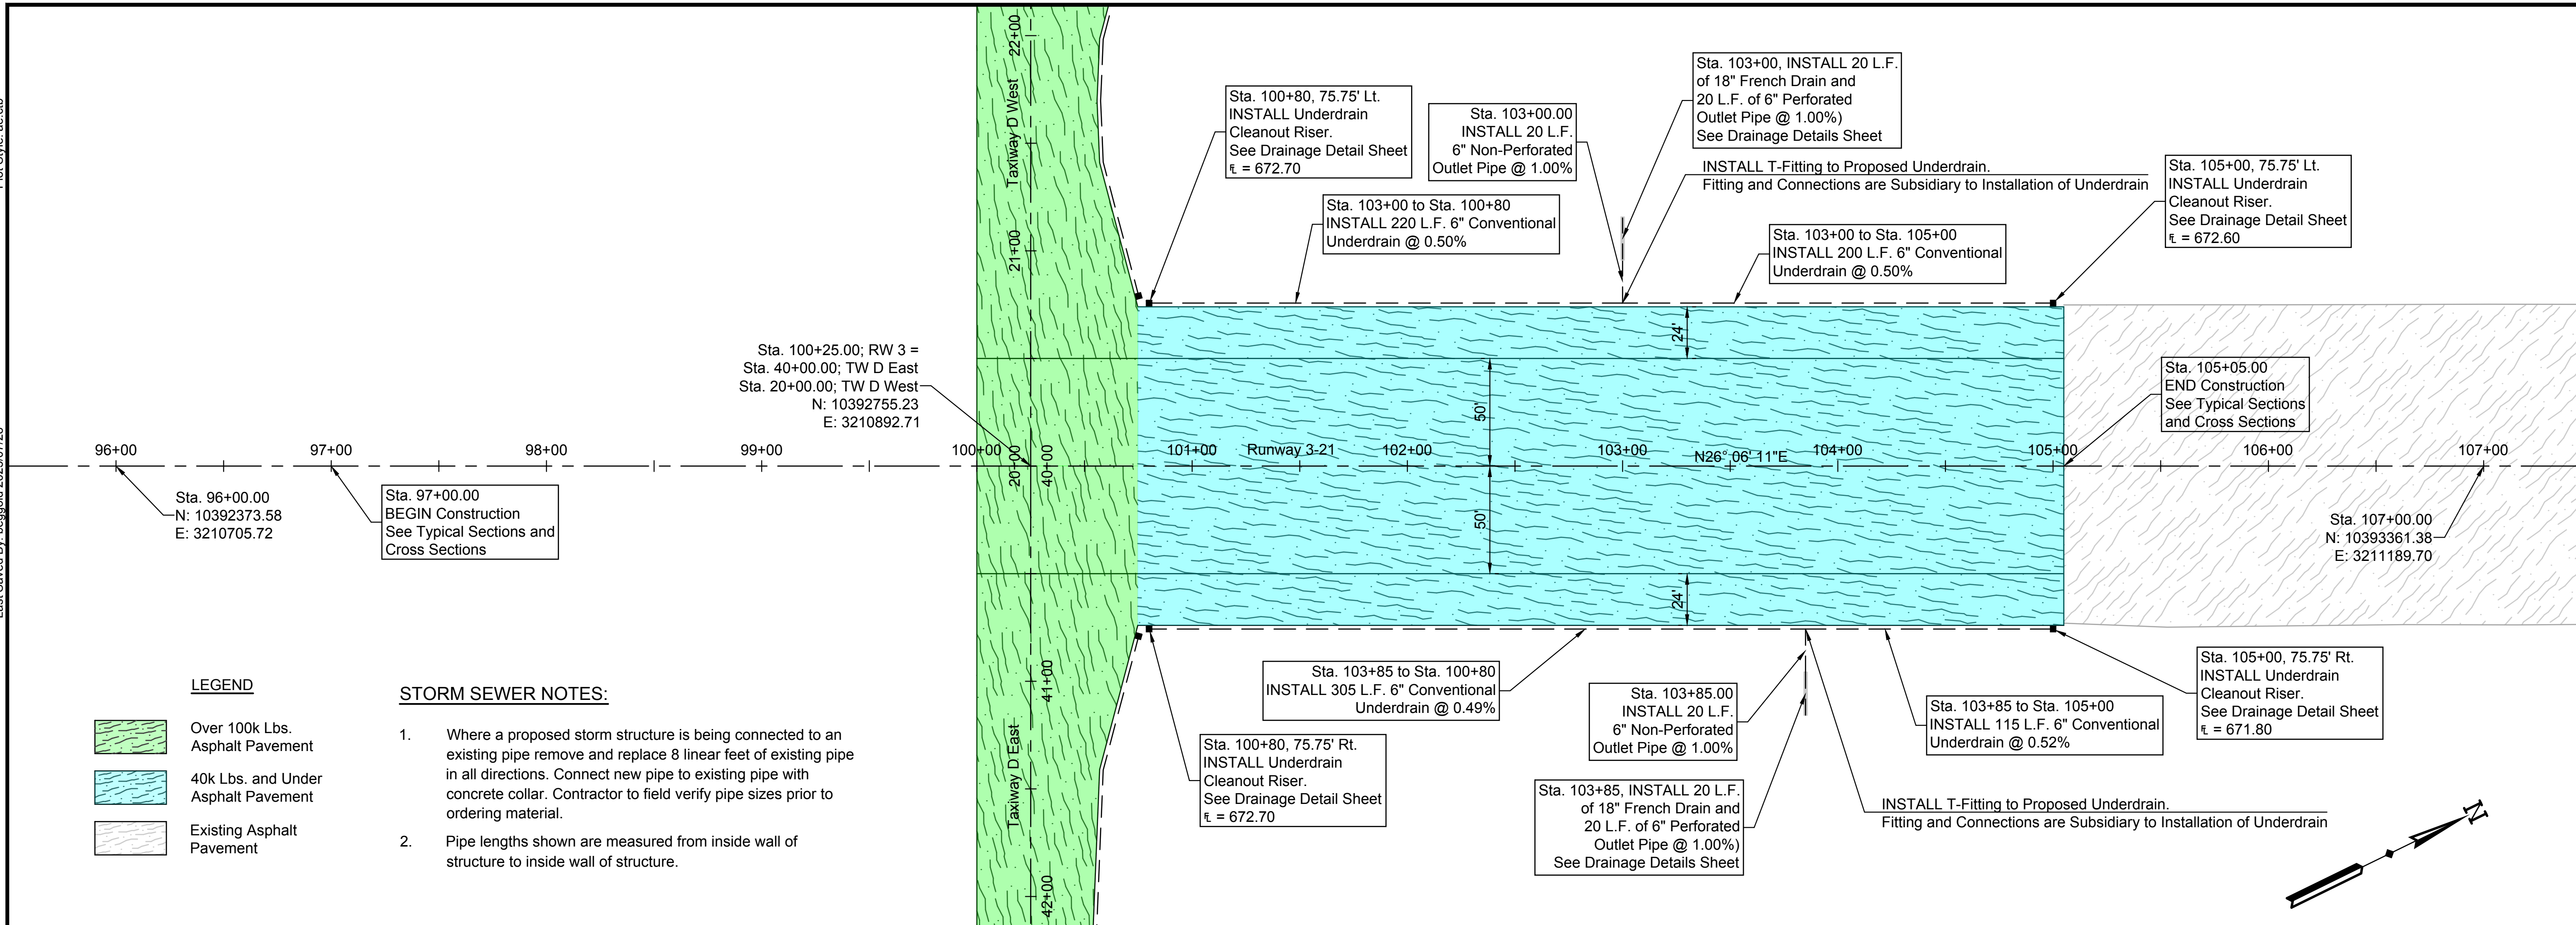 22+00
Taxiway D West
21+00
Sta. 100+80, 75.75' Lt.
INSTALL Underdrain
Cleanout Riser.
See Drainage Detail Sheet
℄ = 672.70
Sta. 103+00.00
INSTALL 20 L.F.
6" Non-Perforated
Outlet Pipe @ 1.00%
Sta. 103+00, INSTALL 20 L.F.
of 18" French Drain and
20 L.F. of 6" Perforated
Outlet Pipe @ 1.00%)
See Drainage Details Sheet
INSTALL T-Fitting to Proposed Underdrain.
Fitting and Connections are Subsidiary to Installation of Underdrain
Sta. 105+00, 75.75' Lt.
INSTALL Underdrain
Cleanout Riser.
See Drainage Detail Sheet
℄ = 672.60
Sta. 103+00 to Sta. 100+80
INSTALL 220 L.F. 6" Conventional
Underdrain @ 0.50%
Sta. 103+00 to Sta. 105+00
INSTALL 200 L.F. 6" Conventional
Underdrain @ 0.50%
24'
Sta. 100+25.00; RW 3 =
Sta. 40+00.00; TW D East
Sta. 20+00.00; TW D West
N: 10392755.23
E: 3210892.71
50'
Sta. 105+05.00
END Construction
See Typical Sections
and Cross Sections
96+00
97+00
98+00
99+00
100+00
101+00
Runway 3-21
102+00
103+00
N26° 06' 11"E
104+00
105+00
106+00
107+00
20+00
40+00
Sta. 96+00.00
N: 10392373.58
E: 3210705.72
Sta. 97+00.00
BEGIN Construction
See Typical Sections and
Cross Sections
50'
Sta. 107+00.00
N: 10393361.38
E: 3211189.70
24'
41+00
Taxiway D East
42+00
LEGEND
Over 100k Lbs.
Asphalt Pavement
40k Lbs. and Under
Asphalt Pavement
Existing Asphalt
Pavement
STORM SEWER NOTES:
1. Where a proposed storm structure is being connected to an
existing pipe remove and replace 8 linear feet of existing pipe
in all directions. Connect new pipe to existing pipe with
concrete collar. Contractor to field verify pipe sizes prior to
ordering material.
2. Pipe lengths shown are measured from inside wall of
structure to inside wall of structure.
Sta. 103+85 to Sta. 100+80
INSTALL 305 L.F. 6" Conventional
Underdrain @ 0.49%
Sta. 100+80, 75.75' Rt.
INSTALL Underdrain
Cleanout Riser.
See Drainage Detail Sheet
℄ = 672.70
Sta. 103+85.00
INSTALL 20 L.F.
6" Non-Perforated
Outlet Pipe @ 1.00%
Sta. 103+85, INSTALL 20 L.F.
of 18" French Drain and
20 L.F. of 6" Perforated
Outlet Pipe @ 1.00%)
See Drainage Details Sheet
Sta. 103+85 to Sta. 105+00
INSTALL 115 L.F. 6" Conventional
Underdrain @ 0.52%
Sta. 105+00, 75.75' Rt.
INSTALL Underdrain
Cleanout Riser.
See Drainage Detail Sheet
℄ = 671.80
INSTALL T-Fitting to Proposed Underdrain.
Fitting and Connections are Subsidiary to Installation of Underdrain
N